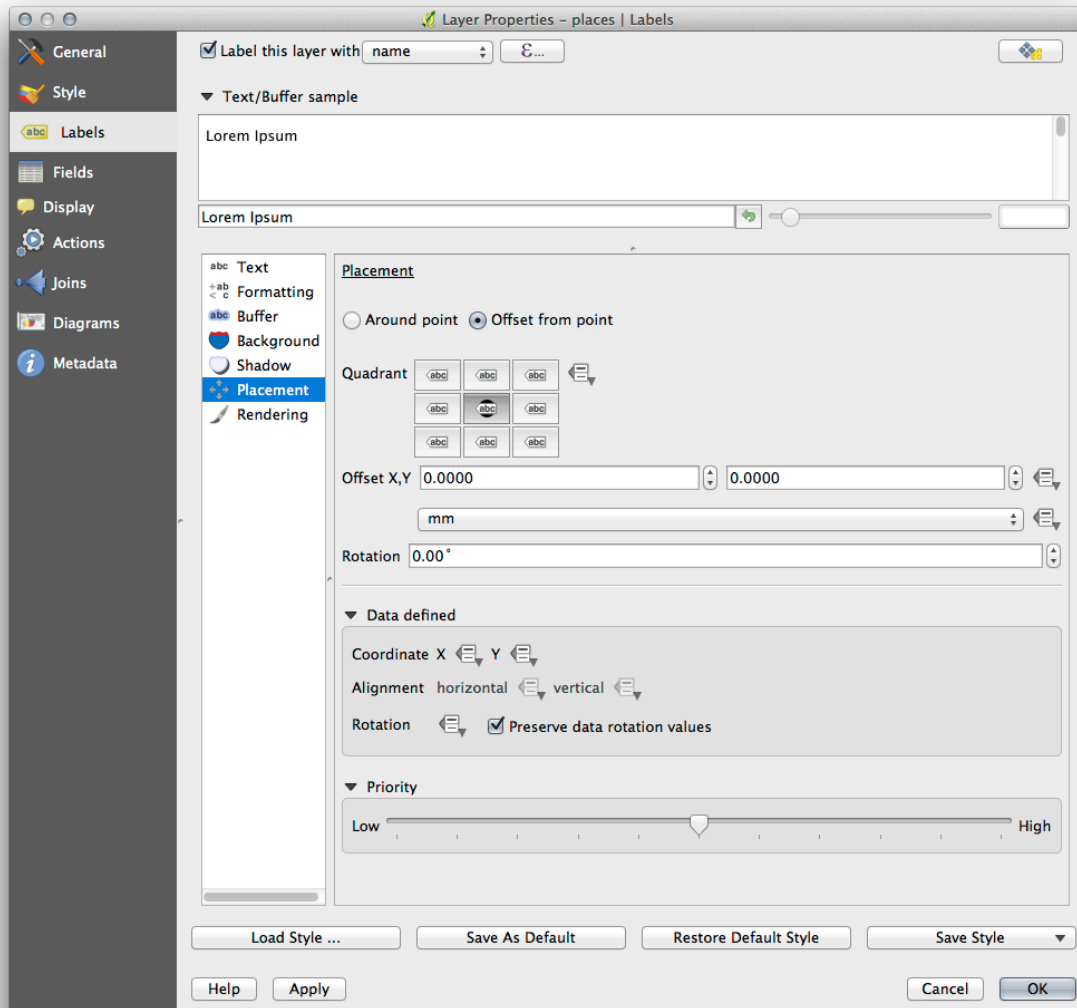 Layer Properties - places | Labels
General
Style
abc Labels
Fields
Display
Actions
Joins
Diagrams
i Metadata
Label this layer with name ε...
Text/Buffer sample
Lorem Ipsum
Lorem Ipsum
abc Text
+ab < c Formatting
abc Buffer
Background
Shadow
Placement
Rendering
Placement
Around point Offset from point
Quadrant abc abc abc
abc abc abc
abc abc abc
Offset X,Y 0.0000 0.0000
mm
Rotation 0.00°
Data defined
Coordinate X Y
Alignment horizontal vertical
Rotation Preserve data rotation values
Priority
Low High
Load Style ... Save As Default Restore Default Style Save Style
Help Apply Cancel OK